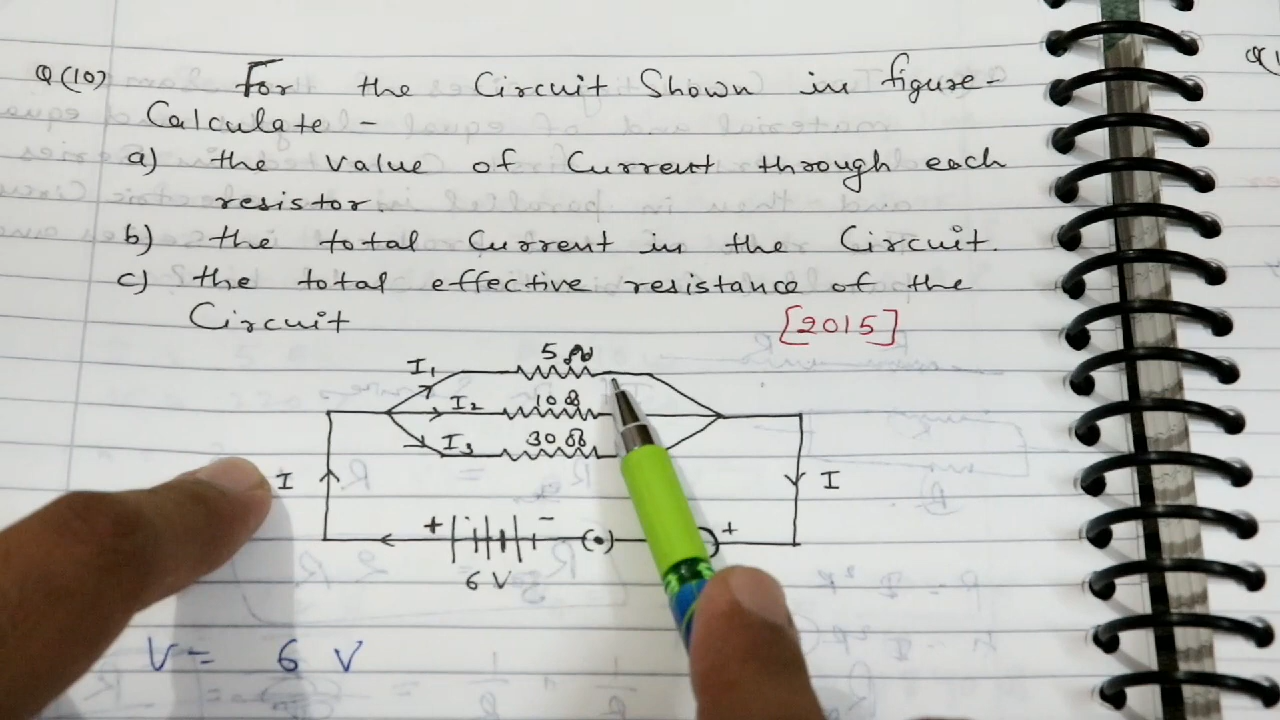 Q(10) For the Circuit Shown in figure-
Calculate -
a) the value of Current through each
resistor.
b) the total Current in the Circuit.
c) the total effective resistance of the
Circuit
[2015]
5 Ω
I₁
I₂ 10 Ω
I₃ 30 Ω
I I
+ - +
6 V
V = 6 V